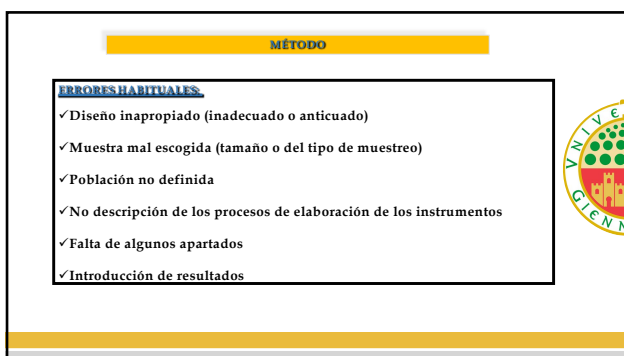 MÉTODO
ERRORES HABITUALES:
✓Diseño inapropiado (inadecuado o anticuado)
✓Muestra mal escogida (tamaño o del tipo de muestreo)
✓Población no definida
✓No descripción de los procesos de elaboración de los instrumentos
✓Falta de algunos apartados
✓Introducción de resultados